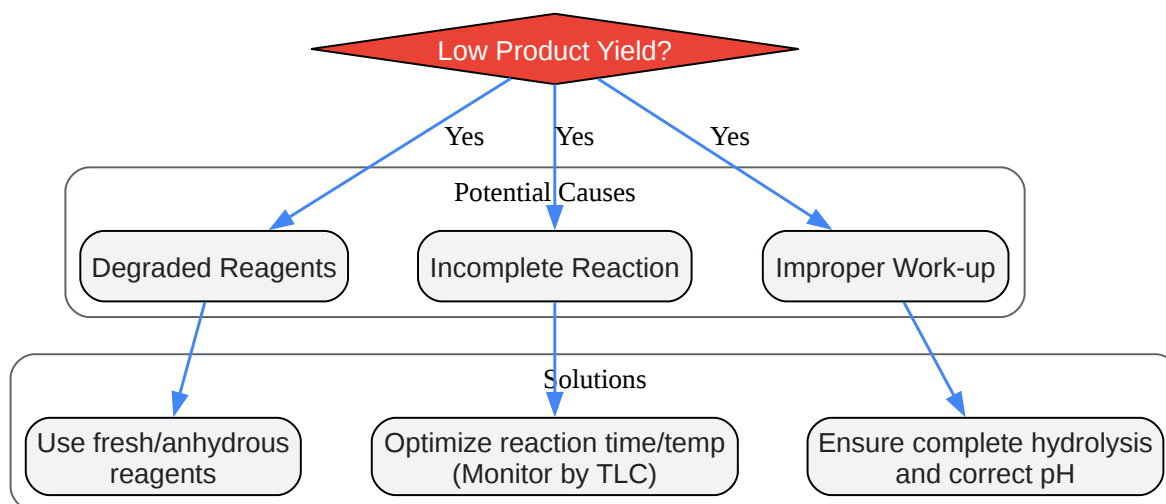 Low Product Yield?
Yes
Yes
Yes
Potential Causes
Degraded Reagents
Incomplete Reaction
Improper Work-up
Solutions
Use fresh/anhydrous
reagents
Optimize reaction time/temp
(Monitor by TLC)
Ensure complete hydrolysis
and correct pH